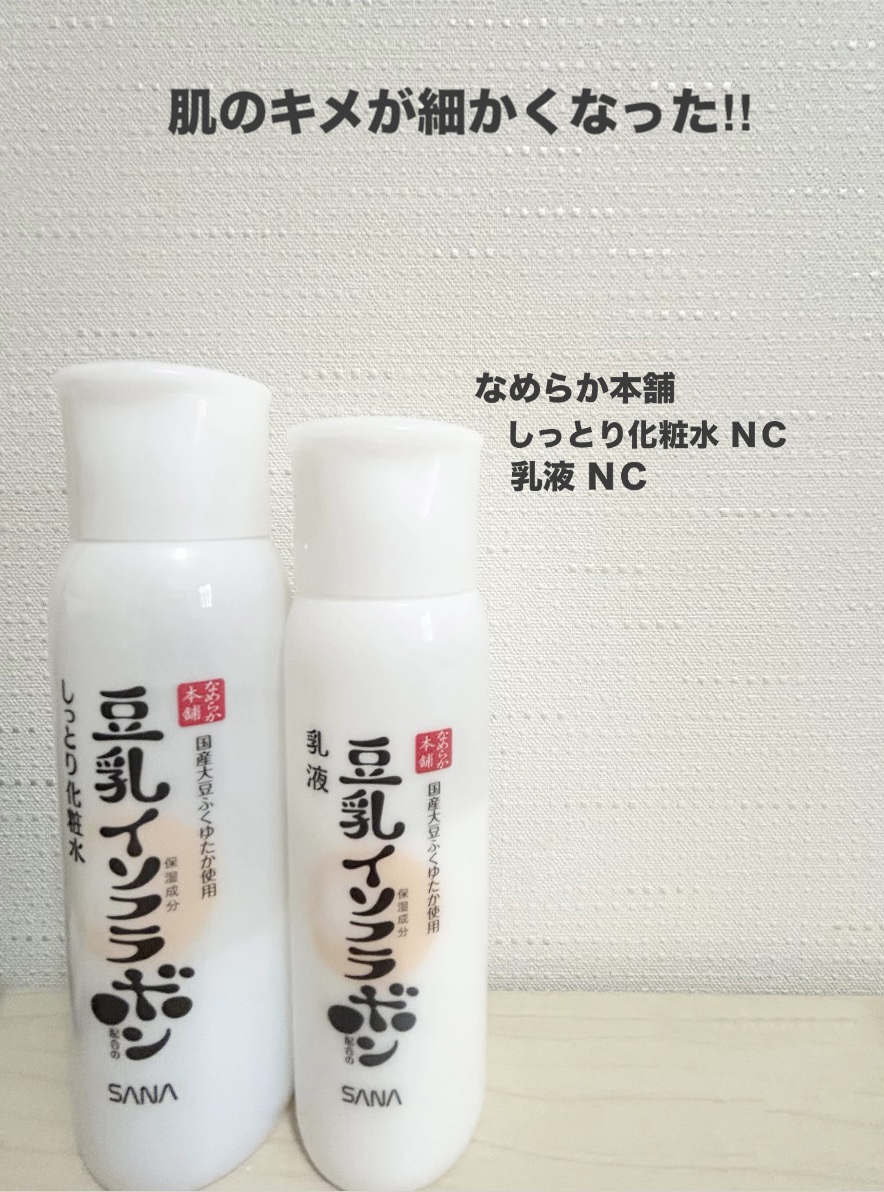 肌のキメが細かくなった!!
なめらか本舗
しっとり化粧水 NC
乳液 NC
なめらか本舗
国産大豆ふくゆたか使用
豆乳イソフラボン
保湿成分
配合の
しっとり化粧水
SANA
なめらか本舗
国産大豆ふくゆたか使用
豆乳イソフラボン
保湿成分
配合の
乳液
SANA